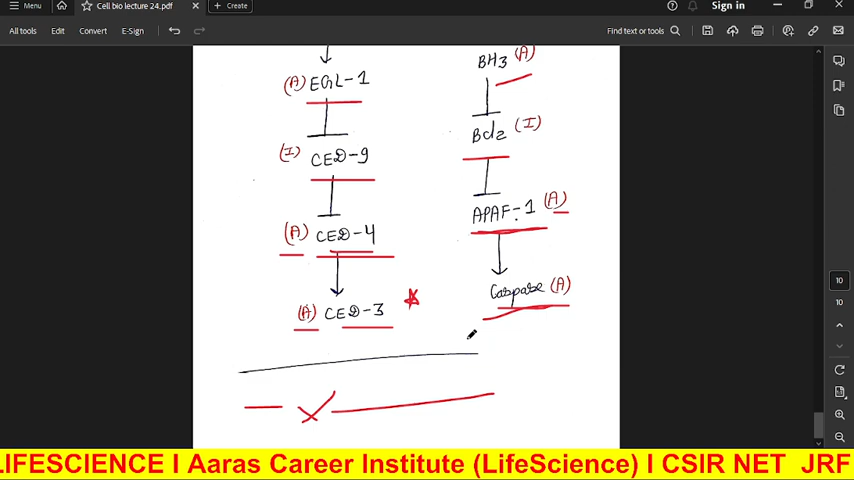 Cell bio lecture 24.pdf
Create
Sign in
All tools Edit Convert E-Sign
Find text or tools
BH3 (A)
(A) EGL-1
Bcl2 (I)
(I) CED-9
APAF-1 (A)
(A) CED-4
Caspase (A)
(A) CED-3
10
10
LIFESCIENCE I Aaras Career Institute (LifeScience) I CSIR NET JRF